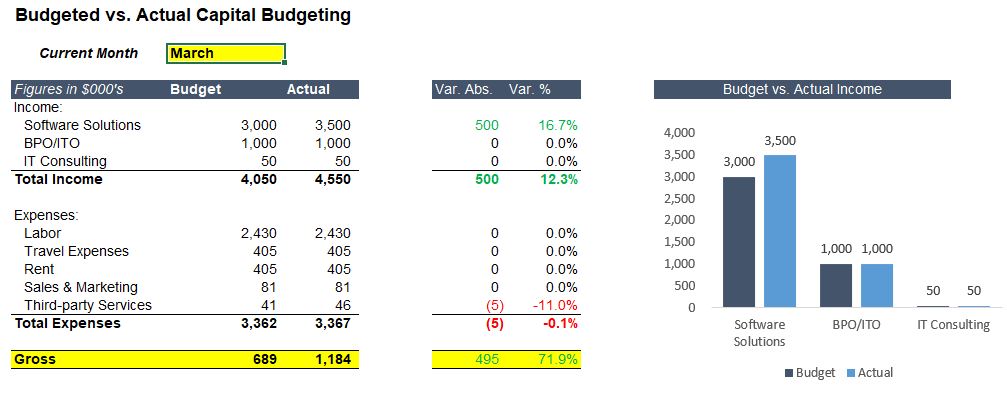 Budgeted vs. Actual Capital Budgeting
Current Month March
Figures in $000's Budget Actual Var. Abs. Var. %
Income:
Software Solutions 3,000 3,500 500 16.7%
BPO/ITO 1,000 1,000 0 0.0%
IT Consulting 50 50 0 0.0%
Total Income 4,050 4,550 500 12.3%
Expenses:
Labor 2,430 2,430 0 0.0%
Travel Expenses 405 405 0 0.0%
Rent 405 405 0 0.0%
Sales & Marketing 81 81 0 0.0%
Third-party Services 41 46 (5) -11.0%
Total Expenses 3,362 3,367 (5) -0.1%
Gross 689 1,184 495 71.9%
Budget vs. Actual Income
4,000
3,500
3,000
2,500
2,000
1,500
1,000
500
0
3,000 3,500
1,000 1,000
50 50
Software
Solutions
BPO/ITO
IT Consulting
Budget Actual